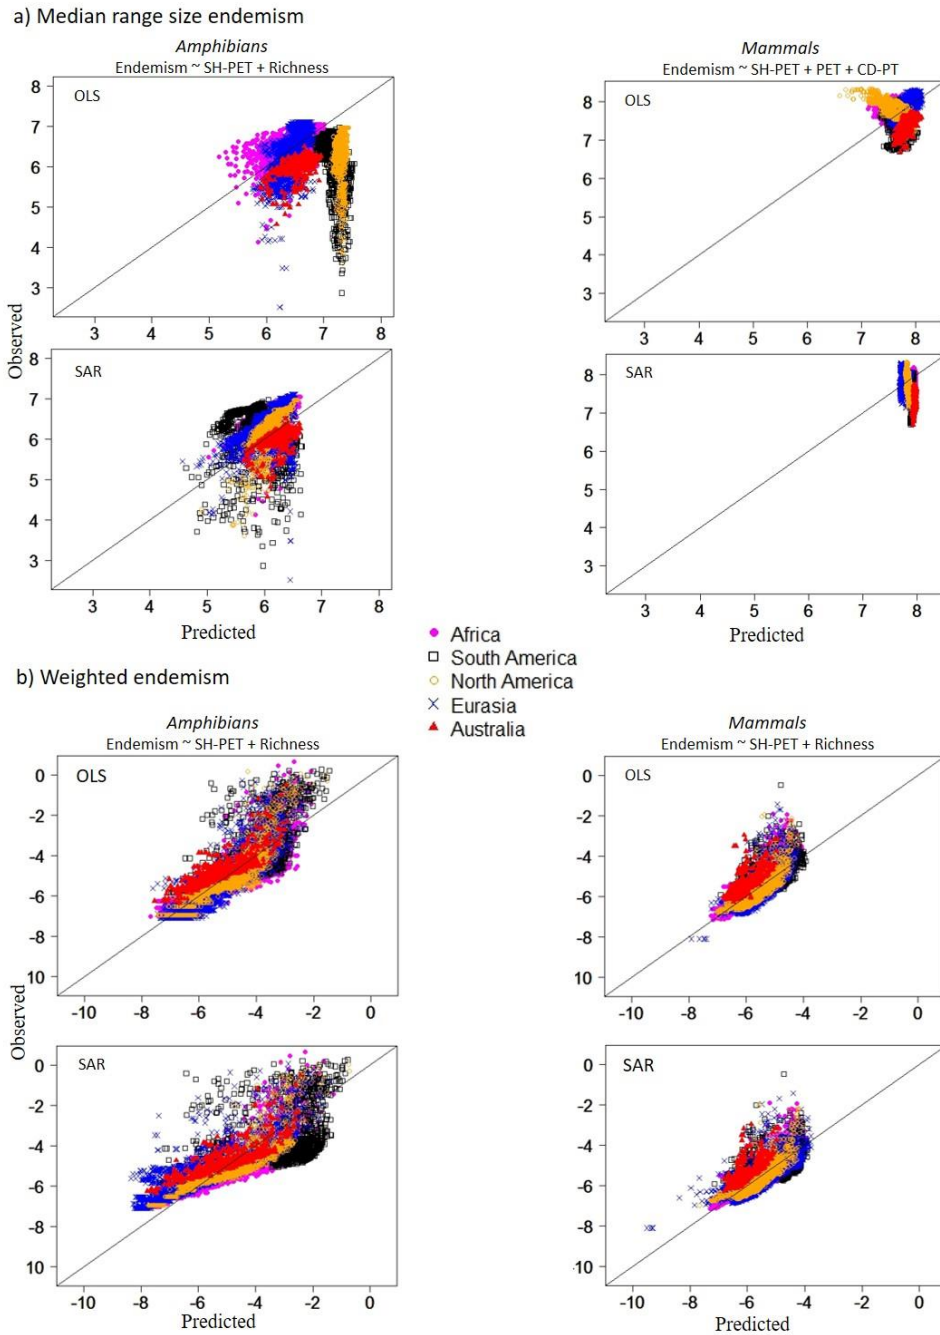 a) Median range size endemism
Amphibians
Endemism ~ SH-PET + Richness
Mammals
Endemism ~ SH-PET + PET + CD-PT
OLS
8
7
6
5
4
3
3 4 5 6 7 8
OLS
8
7
6
5
4
3
3 4 5 6 7 8
Observed
SAR
8
7
6
5
4
3
3 4 5 6 7 8
Predicted
SAR
8
7
6
5
4
3
3 4 5 6 7 8
Predicted
Africa
South America
North America
Eurasia
Australia
b) Weighted endemism
Amphibians
Endemism ~ SH-PET + Richness
Mammals
Endemism ~ SH-PET + Richness
OLS
0
-2
-4
-6
-8
10
-10 -8 -6 -4 -2 0
OLS
0
-2
-4
-6
-8
10
-10 -8 -6 -4 -2 0
Observed
SAR
0
-2
-4
-6
-8
10
-10 -8 -6 -4 -2 0
Predicted
SAR
0
-2
-4
-6
-8
-10
-10 -8 -6 -4 -2 0
Predicted